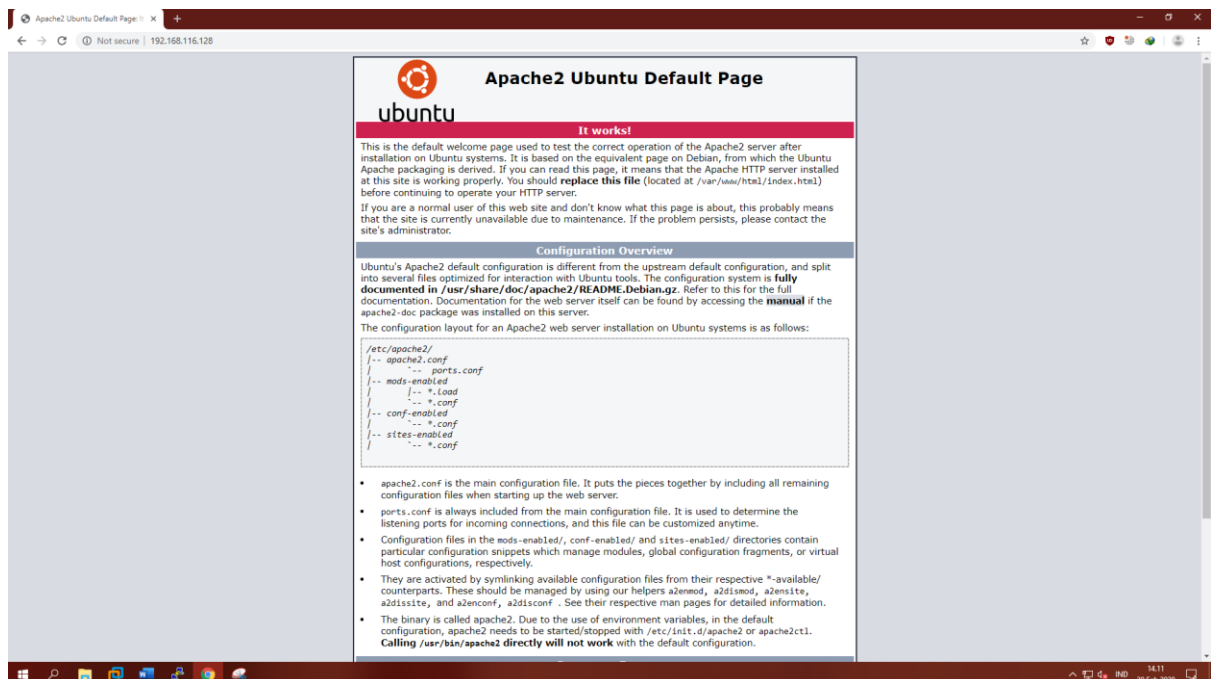 Apache2 Ubuntu Default Page: It
Not secure | 192.168.116.128
ubuntu
Apache2 Ubuntu Default Page
It works!
This is the default welcome page used to test the correct operation of the Apache2 server after
installation on Ubuntu systems. It is based on the equivalent page on Debian, from which the Ubuntu
Apache packaging is derived. If you can read this page, it means that the Apache HTTP server installed
at this site is working properly. You should replace this file (located at /var/www/html/index.html)
before continuing to operate your HTTP server.
If you are a normal user of this web site and don't know what this page is about, this probably means
that the site is currently unavailable due to maintenance. If the problem persists, please contact the
site's administrator.
Configuration Overview
Ubuntu's Apache2 default configuration is different from the upstream default configuration, and split
into several files optimized for interaction with Ubuntu tools. The configuration system is fully
documented in /usr/share/doc/apache2/README.Debian.gz. Refer to this for the full
documentation. Documentation for the web server itself can be found by accessing the manual if the
apache2-doc package was installed on this server.
The configuration layout for an Apache2 web server installation on Ubuntu systems is as follows:
/etc/apache2/
|-- apache2.conf
|       `--  ports.conf
|-- mods-enabled
|       |-- *.load
|       `-- *.conf
|-- conf-enabled
|       `-- *.conf
|-- sites-enabled
|       `-- *.conf
• apache2.conf is the main configuration file. It puts the pieces together by including all remaining
configuration files when starting up the web server.
• ports.conf is always included from the main configuration file. It is used to determine the
listening ports for incoming connections, and this file can be customized anytime.
• Configuration files in the mods-enabled/, conf-enabled/ and sites-enabled/ directories contain
particular configuration snippets which manage modules, global configuration fragments, or virtual
host configurations, respectively.
• They are activated by symlinking available configuration files from their respective *-available/
counterparts. These should be managed by using our helpers a2enmod, a2dismod, a2ensite,
a2dissite, and a2enconf, a2disconf . See their respective man pages for detailed information.
• The binary is called apache2. Due to the use of environment variables, in the default
configuration, apache2 needs to be started/stopped with /etc/init.d/apache2 or apache2ctl.
Calling /usr/bin/apache2 directly will not work with the default configuration.
IND
14.11